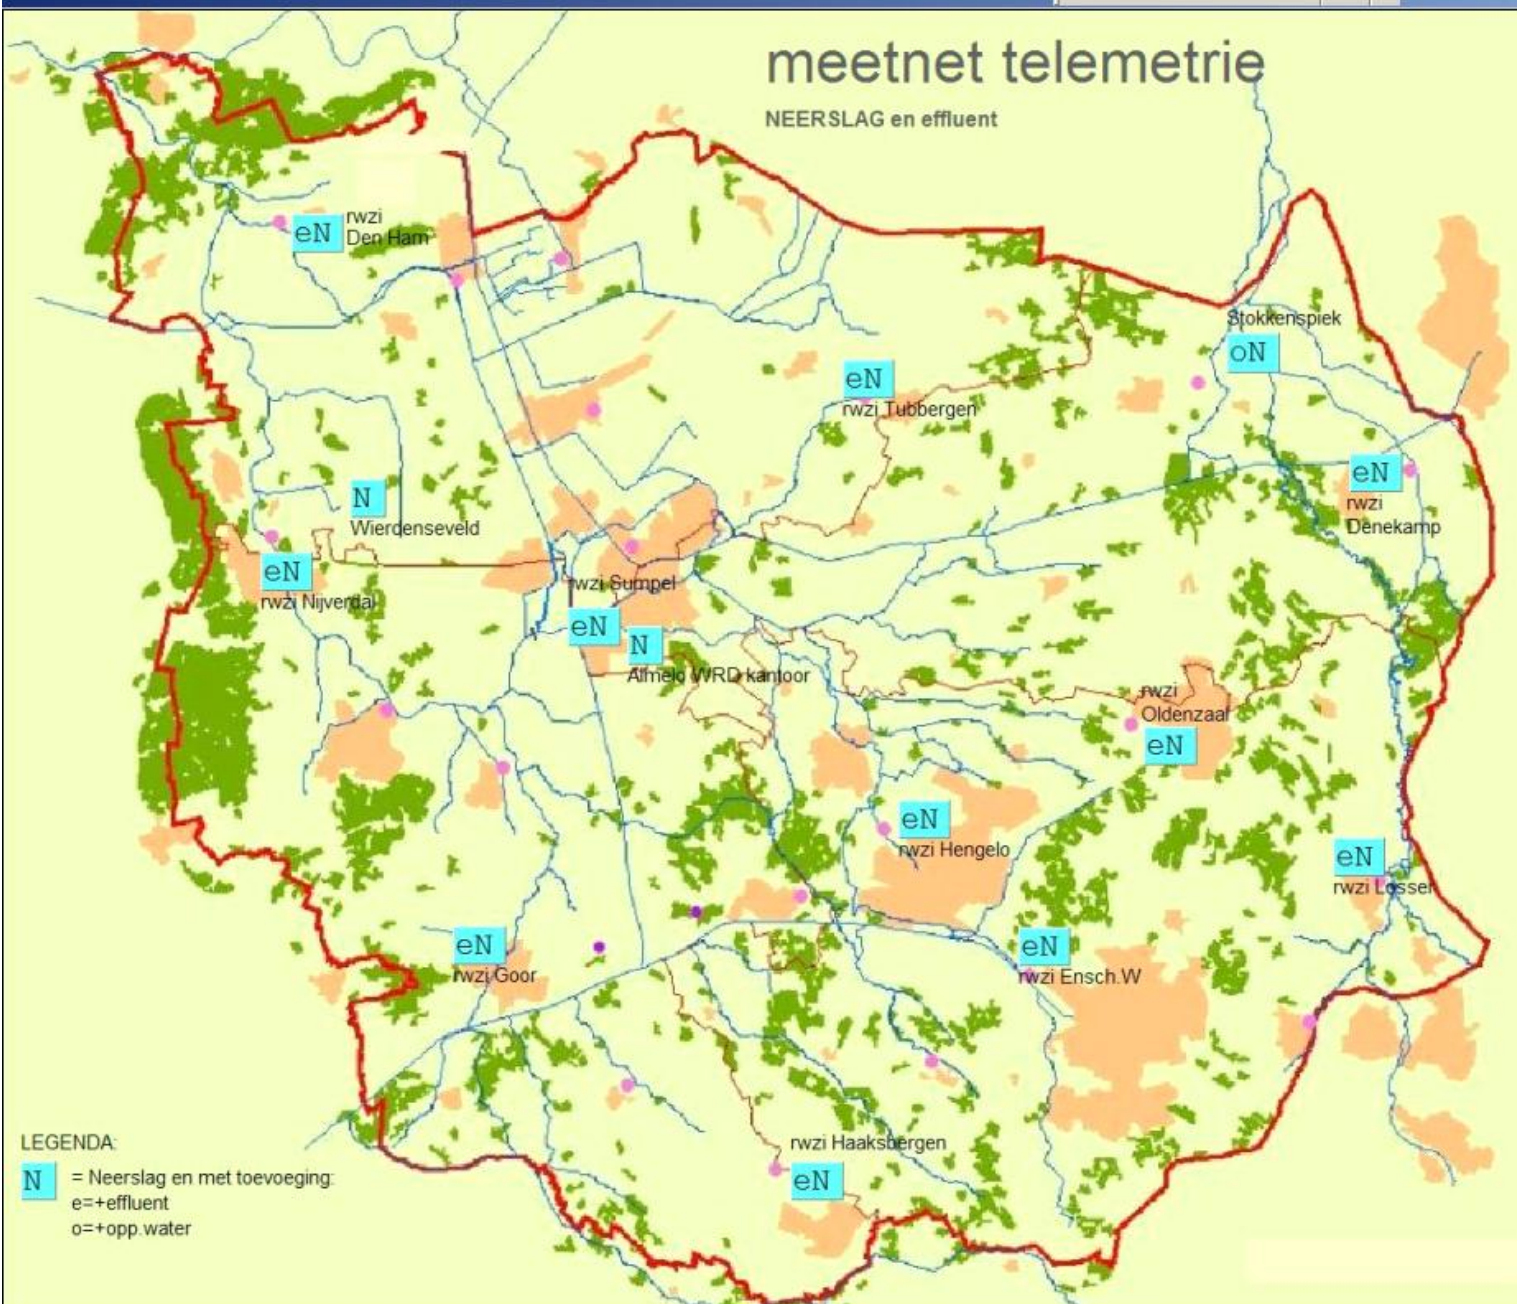 meetnet telemetrie
NEERSLAG en effluent
eN
rwzi
Den Ham
Stokkenspiek
oN
eN
rwzi Tubbergen
eN
rwzi
Denekamp
N
Wierdenseveld
eN
rwzi Nijverdal
rwzi Sumpel
eN
N
Almelo WRD kantoor
rwzi
Oldenzaal
eN
eN
rwzi Hengelo
eN
rwzi Losser
eN
rwzi Goor
eN
rwzi Ensch.W
rwzi Haaksbergen
eN
LEGENDA:
N = Neerslag en met toevoeging:
e=+effluent
o=+opp.water